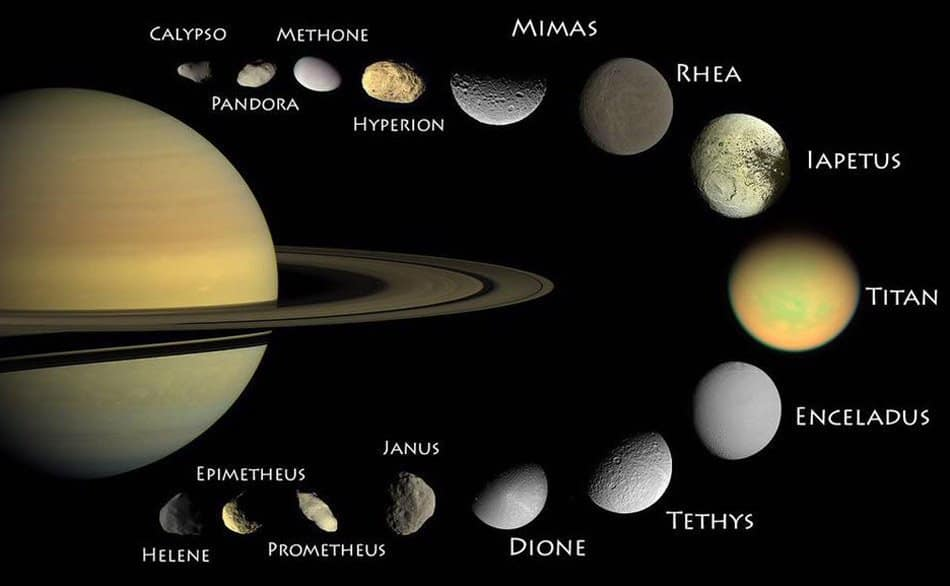 CALYPSO
METHONE
MIMAS
PANDORA
HYPERION
RHEA
IAPETUS
TITAN
ENCELADUS
JANUS
EPIMETHEUS
TETHYS
DIONE
PROMETHEUS
HELENE